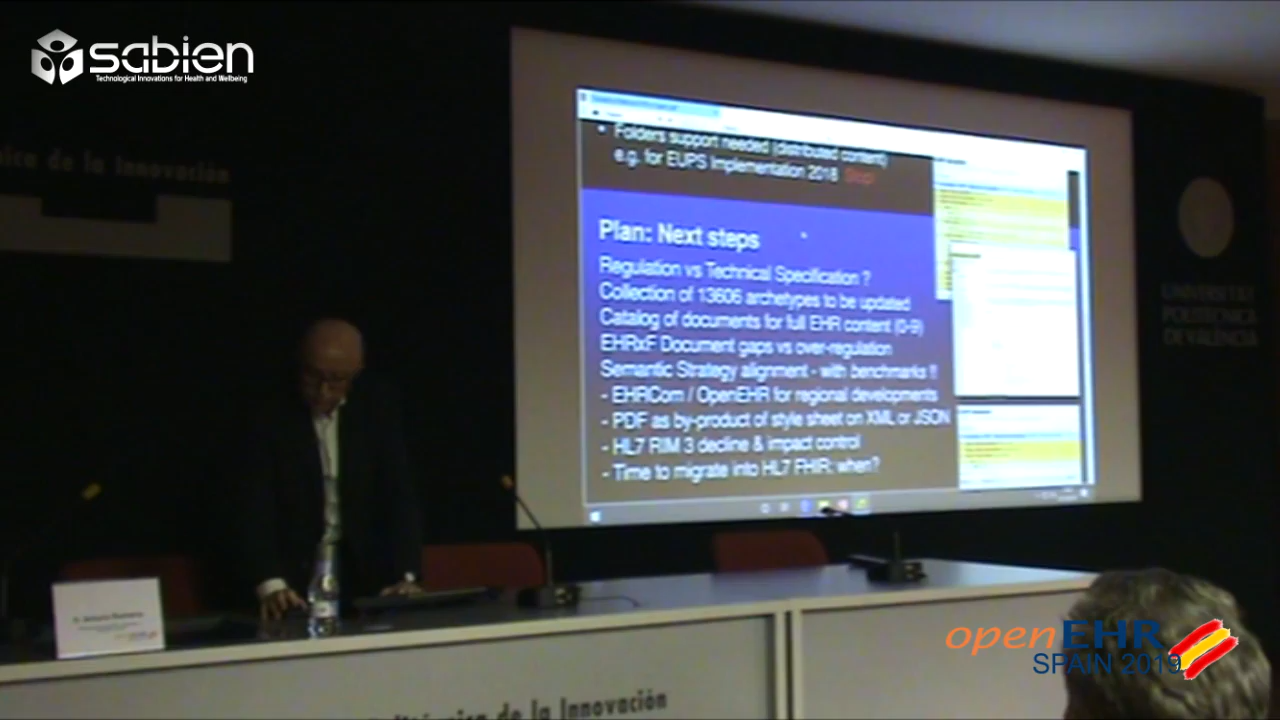 sabien
Technological Innovations for Health and Wellbeing
nica de la Innovación
• Folders support needed (distributed content)
e.g. for EUPS Implementation 2018 Stop!
Plan: Next steps
Regulation vs Technical Specification ?
Collection of 13606 archetypes to be updated
Catalog of documents for full EHR content (0-9)
EHRxF Document gaps vs over-regulation
Semantic Strategy alignment - with benchmarks !!
- EHRCom / OpenEHR for regional developments
- PDF as by-product of style sheet on XML or JSON
- HL7 RIM 3 decline & impact control
- Time to migrate into HL7 FHIR; when?
UNIVERSITAT
POLITÈCNICA
DE VALÈNCIA
openEHR
SPAIN 2019
Politécnica de la Innovación